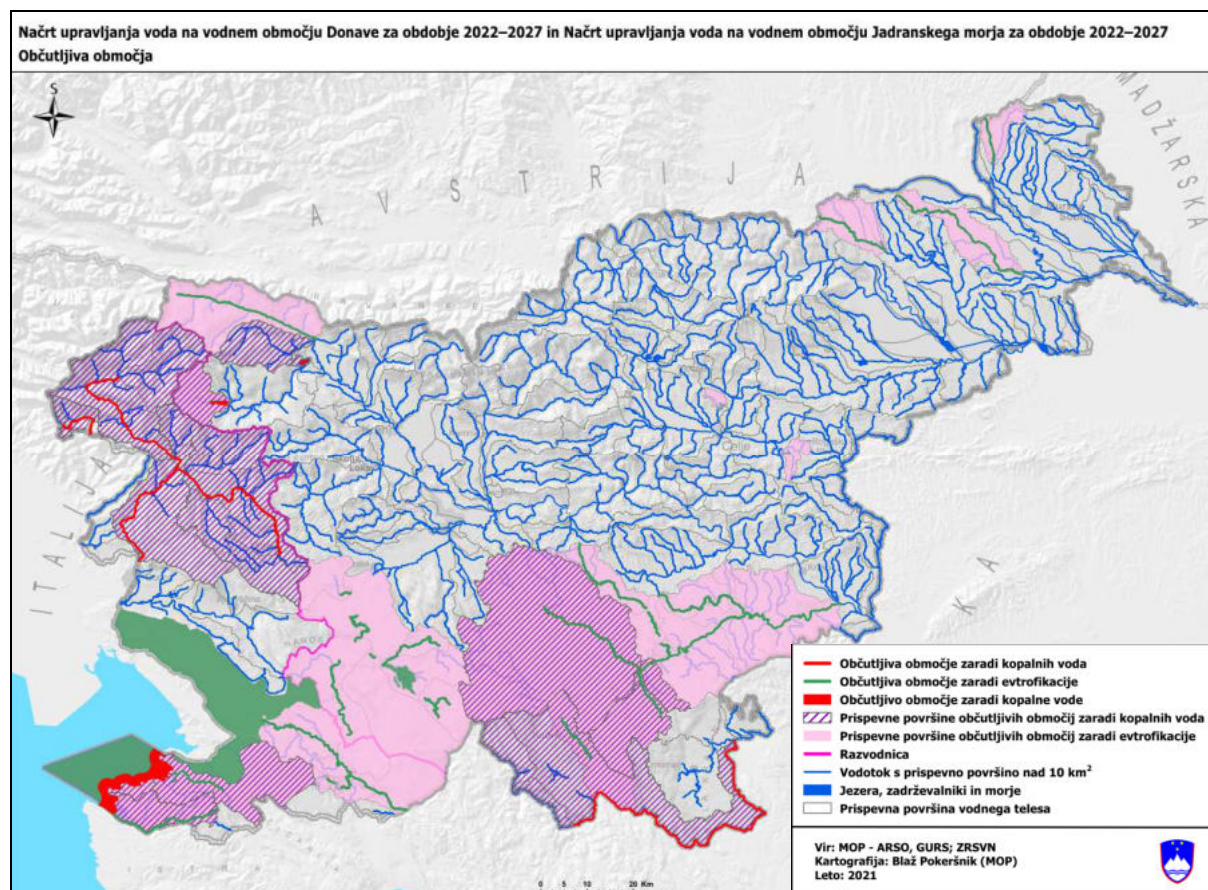 Načrt upravljanja voda na vodnem območju Donave za obdobje 2022–2027 in Načrt upravljanja voda na vodnem območju Jadranskega morja za obdobje 2022–2027
Občutljiva območja
S
MADŽARSKA
AVSTRIJA
ITALIJA
K A
Občutljiva območje zaradi kopalnih voda
Občutljiva območje zaradi evtrofikacije
Občutljivo območje zaradi kopalne vode
Prispevne površine občutljivih območij zaradi kopalnih voda
Prispevne površine občutljivih območij zaradi evtrofikacije
Razvodnica
Vodotok s prispevno površino nad 10 km²
Jezera, zadrževalniki in morje
Prispevna površina vodnega telesa
Vir: MOP - ARSO, GURS; ZRSVN
Kartografija: Blaž Pokeršnik (MOP)
Leto: 2021
0 5 10 20 Km